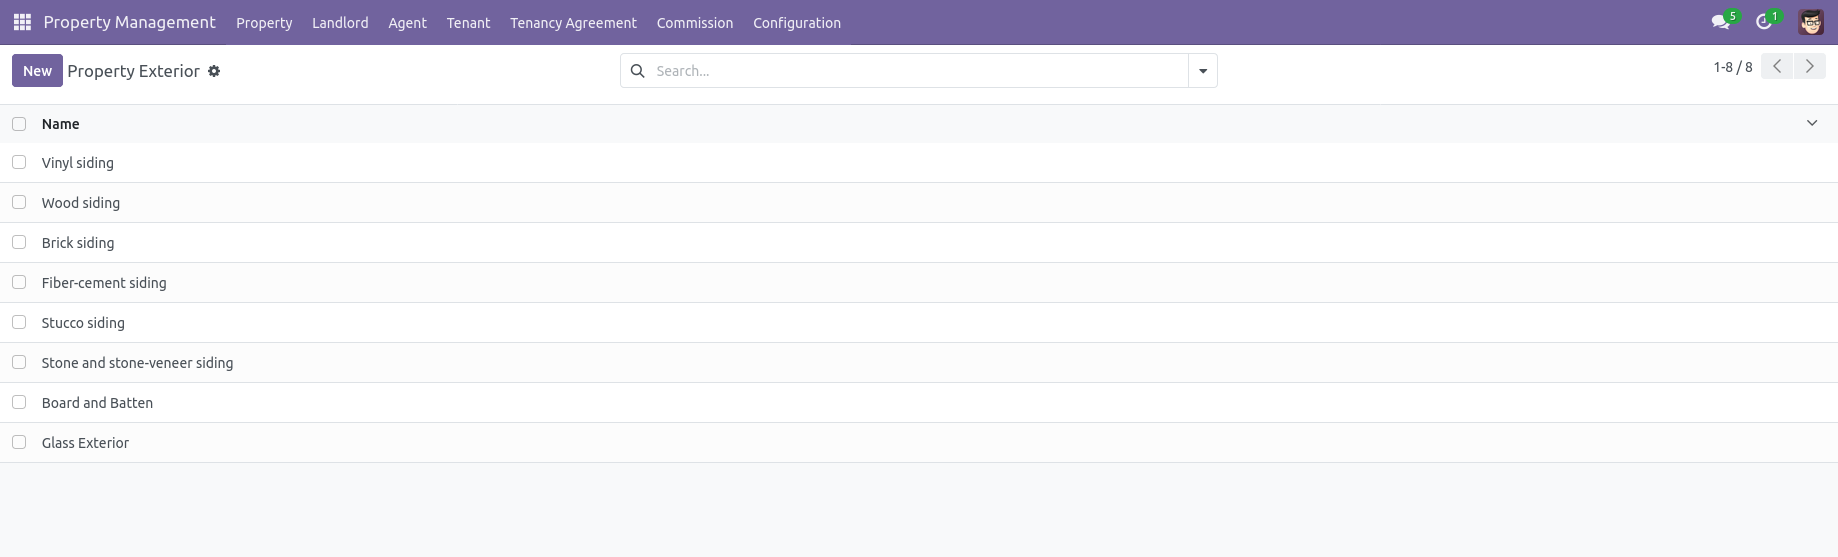 Property Management Property Landlord Agent Tenant Tenancy Agreement Commission Configuration 5 1
New Property Exterior Search... 1-8 / 8
Name
Vinyl siding
Wood siding
Brick siding
Fiber-cement siding
Stucco siding
Stone and stone-veneer siding
Board and Batten
Glass Exterior